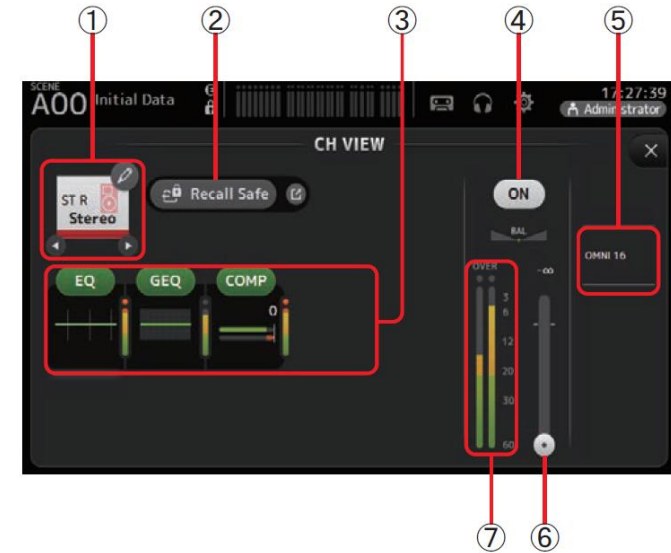 ① ② ③ ④ ⑤
SCENE
A00 Initial Data
17:27:39
Administrator
CH VIEW
ST R
Stereo
Recall Safe
ON
BAL
OMNI 16
EQ GEQ COMP
0
OVER
-∞
3
6
12
20
30
60
⑦ ⑥